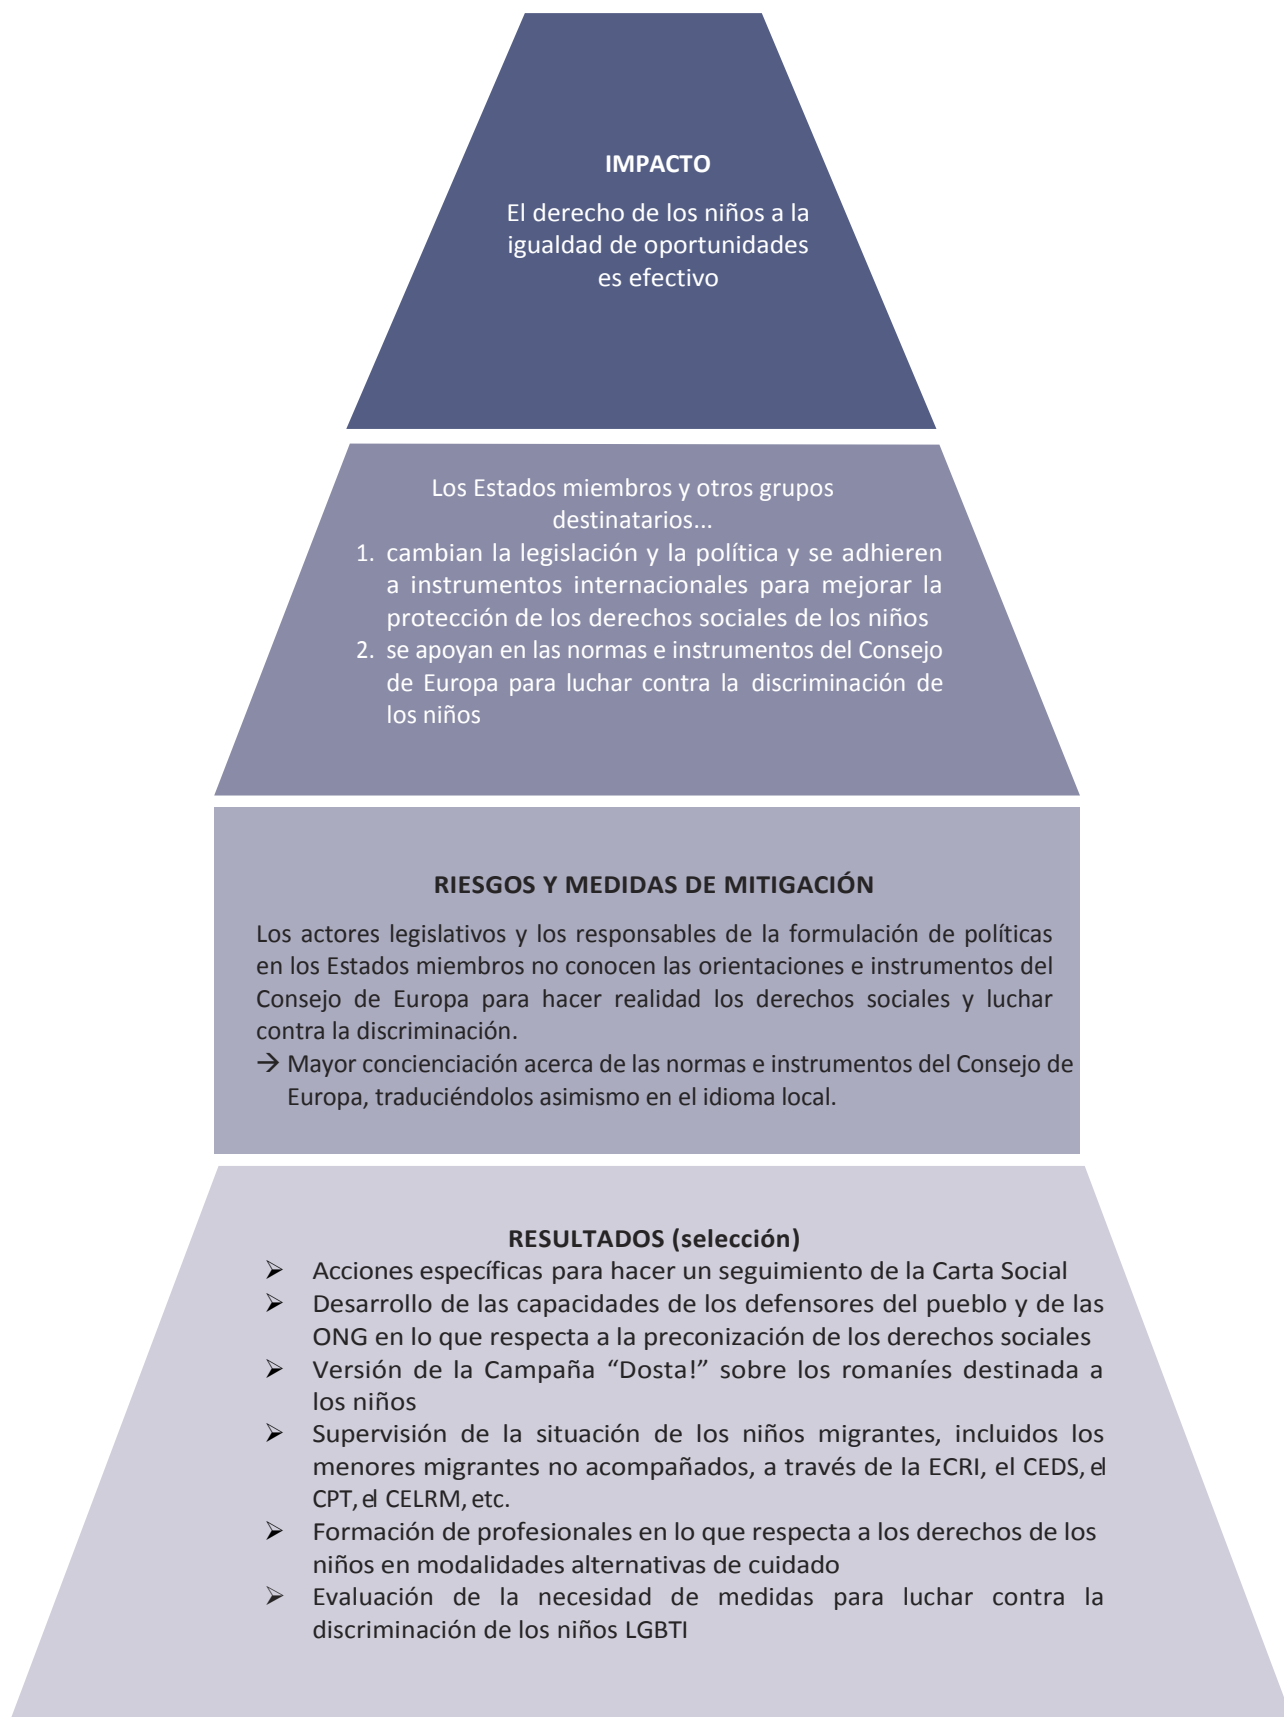 IMPACTO
El derecho de los niños a la
igualdad de oportunidades
es efectivo
Los Estados miembros y otros grupos
destinatarios...
1. cambian la legislación y la política y se adhieren
a instrumentos internacionales para mejorar la
protección de los derechos sociales de los niños
2. se apoyan en las normas e instrumentos del Consejo
de Europa para luchar contra la discriminación de
los niños
RIESGOS Y MEDIDAS DE MITIGACIÓN
Los actores legislativos y los responsables de la formulación de políticas
en los Estados miembros no conocen las orientaciones e instrumentos del
Consejo de Europa para hacer realidad los derechos sociales y luchar
contra la discriminación.
→ Mayor concienciación acerca de las normas e instrumentos del Consejo de
Europa, traduciéndolos asimismo en el idioma local.
RESULTADOS (selección)
➢ Acciones específicas para hacer un seguimiento de la Carta Social
➢ Desarrollo de las capacidades de los defensores del pueblo y de las
ONG en lo que respecta a la preconización de los derechos sociales
➢ Versión de la Campaña “Dosta!” sobre los romaníes destinada a
los niños
➢ Supervisión de la situación de los niños migrantes, incluidos los
menores migrantes no acompañados, a través de la ECRI, el CEDS, el
CPT, el CELRM, etc.
➢ Formación de profesionales en lo que respecta a los derechos de los
niños en modalidades alternativas de cuidado
➢ Evaluación de la necesidad de medidas para luchar contra la
discriminación de los niños LGBTI